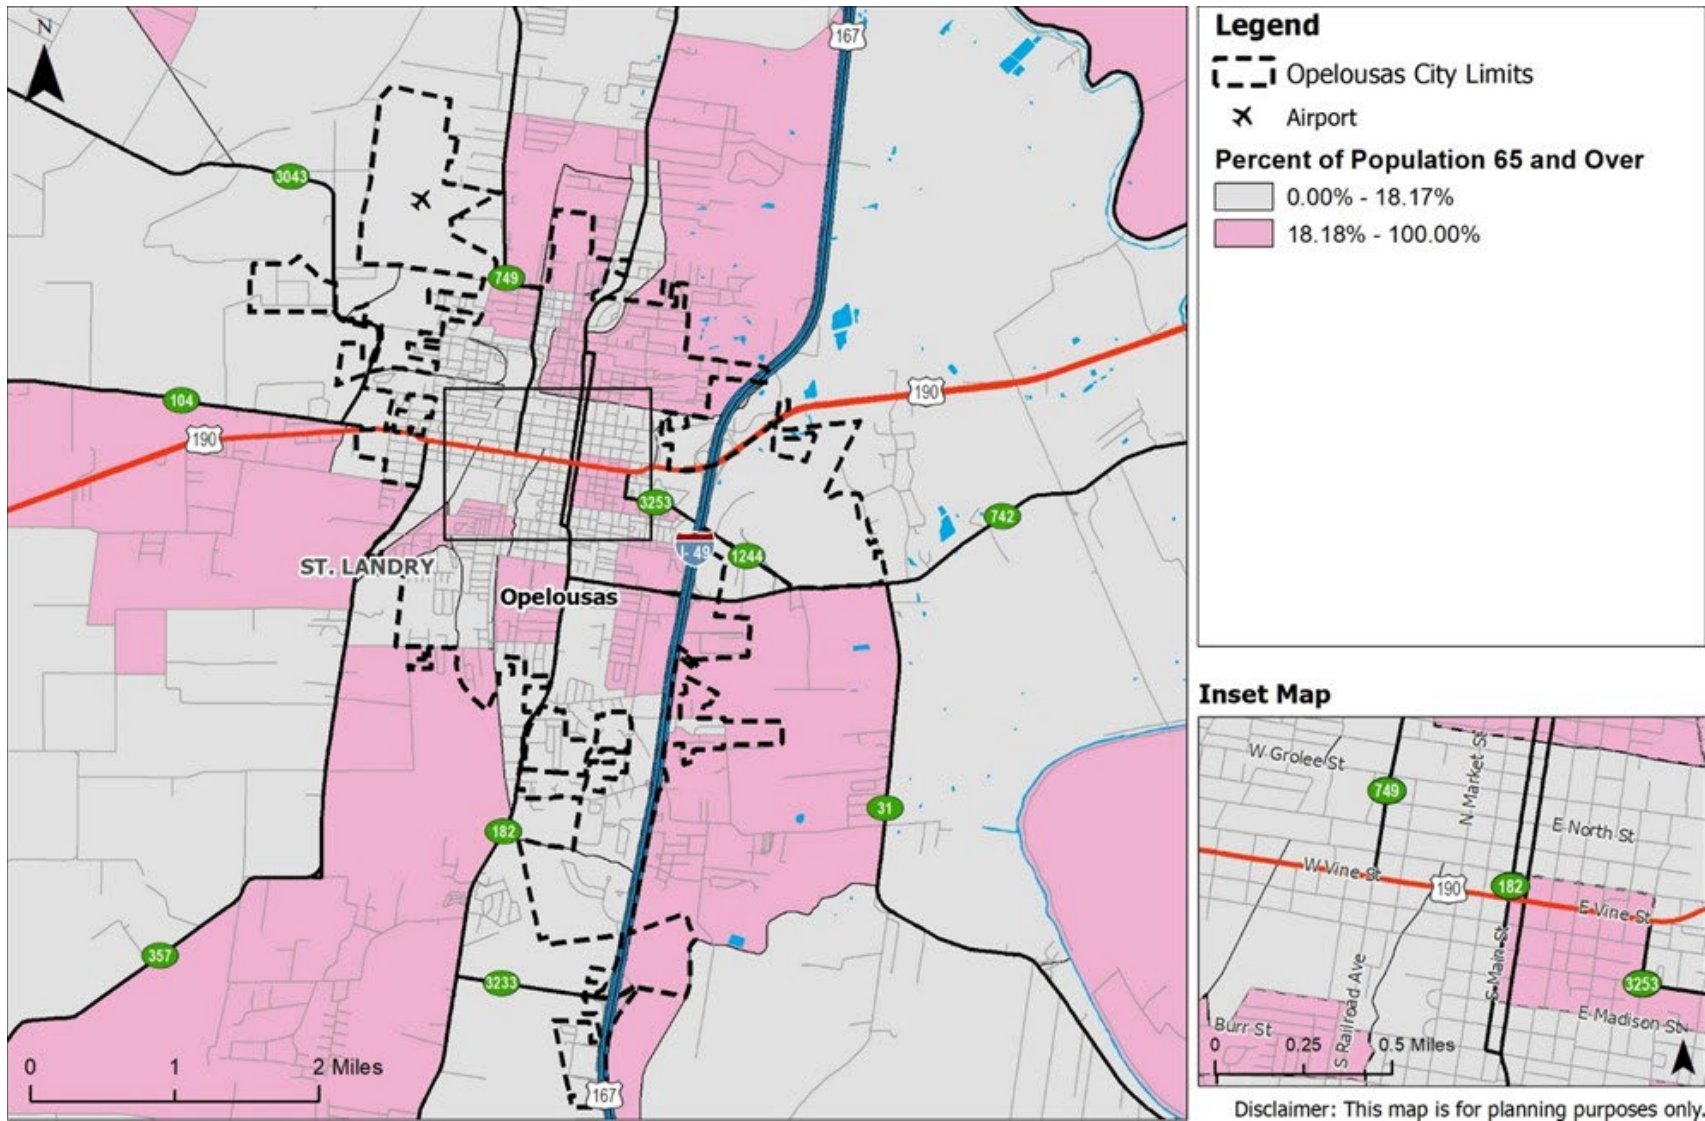 N
167
3043
749
104
190
190
3253
742
I-49
1244
ST. LANDRY
Opelousas
31
182
357
3233
167
0 1 2 Miles
Legend
Opelousas City Limits
Airport
Percent of Population 65 and Over
0.00% - 18.17%
18.18% - 100.00%
Inset Map
W Grolee St
749
N Market St
E North St
W Vine St
190
182
E Vine St
S Main St
S Railroad Ave
3253
E Madison St
N
Burr St
0 0.25 0.5 Miles
Disclaimer: This map is for planning purposes only.